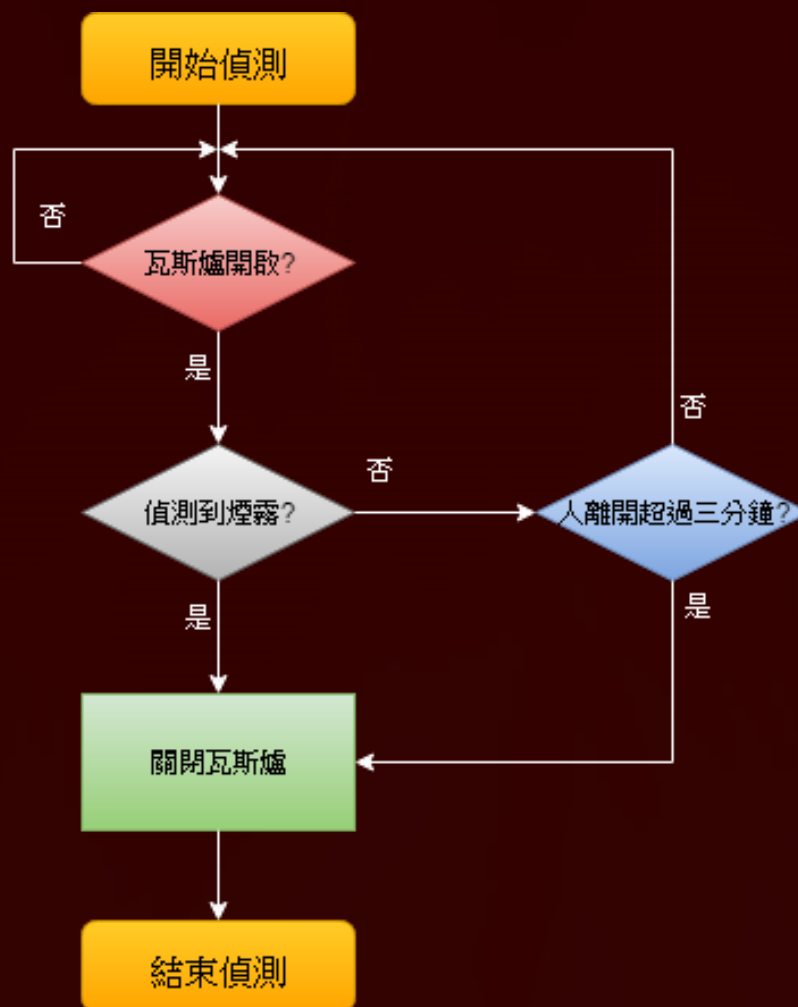 開始偵測
否
瓦斯爐開啟?
是
否
偵測到煙霧?
否
人離開超過三分鐘?
是
是
關閉瓦斯爐
結束偵測